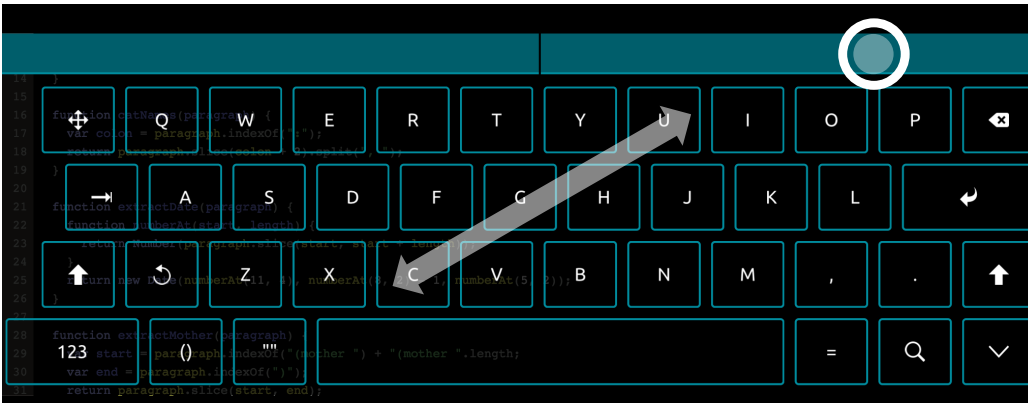 14 }
15
16 function catNames(paragraph) {
Q W E R T Y U I O P
17 var colon = paragraph.indexOf(":");
18 return paragraph.slice(colon + 2).split(", ");
19 }
20
A S D F G H J K L
21 function extractDate(paragraph) {
22 function numberAt(start, length) {
23 return Number(paragraph.slice(start, start + length));
24 }
Z X C V B N M , .
25 return new Date(numberAt(11, 4), numberAt(8, 2) - 1, numberAt(5, 2));
26 }
27
28 function extractMother(paragraph) {
123 () "" =
29 var start = paragraph.indexOf("(mother ") + "(mother ".length;
30 var end = paragraph.indexOf(")");
31 return paragraph.slice(start, end);